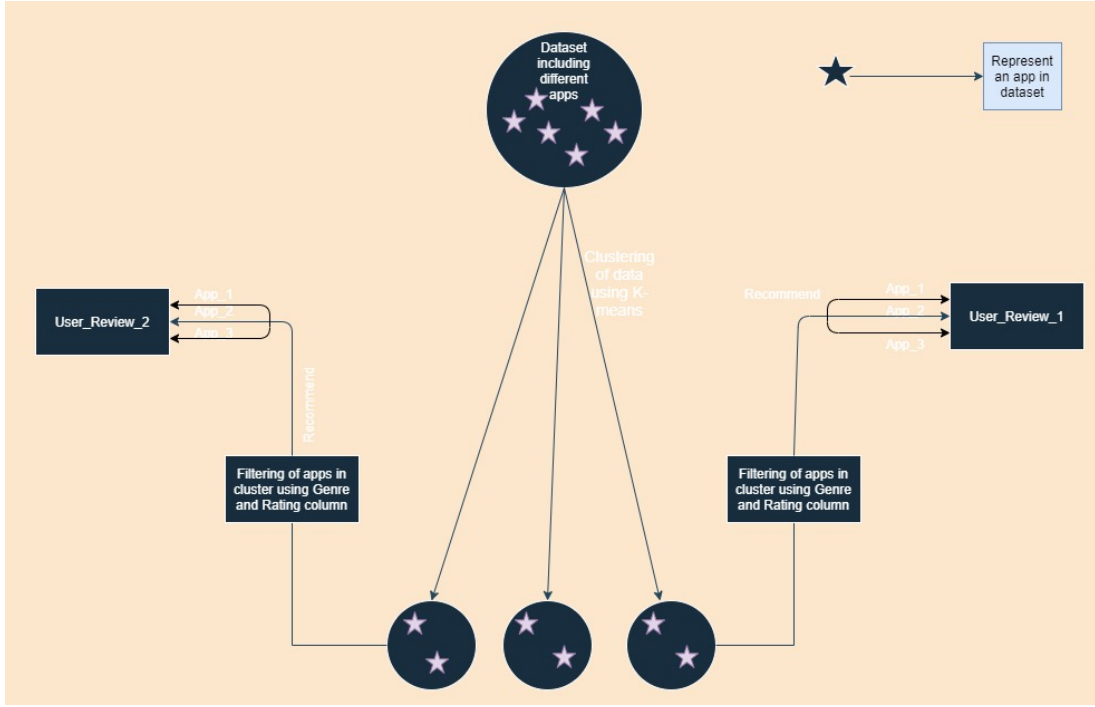 Dataset
including
different
apps
Represent
an app in
dataset
Clustering
of data
using K-
means
App_1
App_2
App_3
User_Review_2
Recommend
Recommend
App_1
App_2
App_3
User_Review_1
Filtering of apps in
cluster using Genre
and Rating column
Filtering of apps in
cluster using Genre
and Rating column